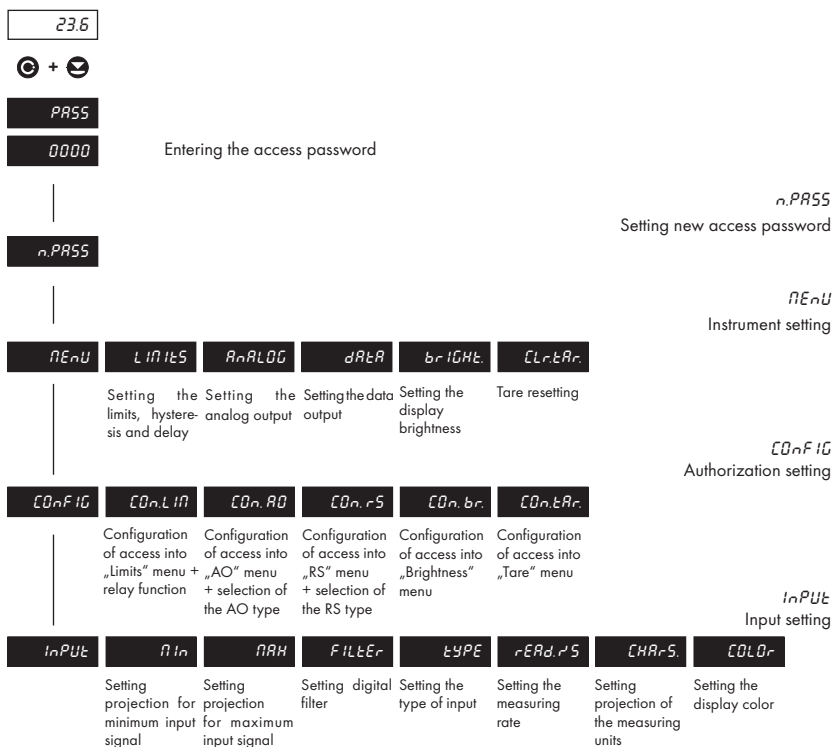 23.6
+
PASS
0000
Entering the access password
n.PASS
Setting new access password
n.PASS
MEnU
Instrument setting
MEnU LIMItS AnALOG dAtA brIGHt. CLr.tAr.
Setting the limits, hystere-sis and delay
Setting the analog output
Setting the data output
Setting the display brightness
Tare resetting
COnFIG
Authorization setting
COnFIG COn.LIM COn.AO COn.rS COn.br. COn.tAr.
Configuration of access into „Limits“ menu + relay function
Configuration of access into „AO“ menu + selection of the AO type
Configuration of access into „RS“ menu + selection of the RS type
Configuration of access into „Brightness“ menu
Configuration of access into „Tare“ menu
InPUt
Input setting
InPUt MIn MAX FILtEr tYPE rEAd./S CHArS. COLOr
Setting projection for minimum input signal
Setting projection for maximum input signal
Setting digital filter
Setting the type of input
Setting the measuring rate
Setting projection of the measuring units
Setting the display color